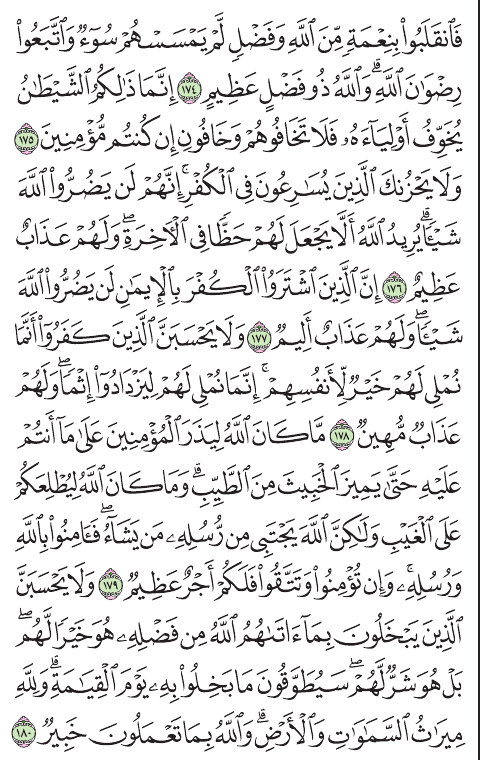 فَٱنقَلَبُوا۟ بِنِعْمَةٍ مِّنَ ٱللَّهِ وَفَضْلٍ لَّمْ يَمْسَسْهُمْ سُوٓءٌ وَٱتَّبَعُوا۟
رِضْوَٰنَ ٱللَّهِ ۗ وَٱللَّهُ ذُو فَضْلٍ عَظِيمٍ ١٧٤ إِنَّمَا ذَٰلِكُمُ ٱلشَّيْطَٰنُ
يُخَوِّفُ أَوْلِيَآءَهُۥ فَلَا تَخَافُوهُمْ وَخَافُونِ إِن كُنتُم مُّؤْمِنِينَ ١٧٥
وَلَا يَحْزُنكَ ٱلَّذِينَ يُسَٰرِعُونَ فِى ٱلْكُفْرِ ۚ إِنَّهُمْ لَن يَضُرُّوا۟ ٱللَّهَ
شَيْـًٔا ۗ يُرِيدُ ٱللَّهُ أَلَّا يَجْعَلَ لَهُمْ حَظًّا فِى ٱلْـَٔاخِرَةِ ۖ وَلَهُمْ عَذَابٌ
عَظِيمٌ ١٧٦ إِنَّ ٱلَّذِينَ ٱشْتَرَوُا۟ ٱلْكُفْرَ بِٱلْإِيمَٰنِ لَن يَضُرُّوا۟ ٱللَّهَ
شَيْـًٔا ۖ وَلَهُمْ عَذَابٌ أَلِيمٌ ١٧٧ وَلَا يَحْسَبَنَّ ٱلَّذِينَ كَفَرُوٓا۟ أَنَّمَا
نُمْلِى لَهُمْ خَيْرٌ لِّأَنفُسِهِمْ ۚ إِنَّمَا نُمْلِى لَهُمْ لِيَزْدَادُوٓا۟ إِثْمًا ۖ وَلَهُمْ
عَذَابٌ مُّهِينٌ ١٧٨ مَّا كَانَ ٱللَّهُ لِيَذَرَ ٱلْمُؤْمِنِينَ عَلَىٰ مَآ أَنتُمْ
عَلَيْهِ حَتَّىٰ يَمِيزَ ٱلْخَبِيثَ مِنَ ٱلطَّيِّبِ ۗ وَمَا كَانَ ٱللَّهُ لِيُطْلِعَكُمْ
عَلَى ٱلْغَيْبِ وَلَٰكِنَّ ٱللَّهَ يَجْتَبِى مِن رُّسُلِهِۦ مَن يَشَآءُ ۖ فَـَٔامِنُوا۟ بِٱللَّهِ
وَرُسُلِهِۦ ۚ وَإِن تُؤْمِنُوا۟ وَتَتَّقُوا۟ فَلَكُمْ أَجْرٌ عَظِيمٌ ١٧٩ وَلَا يَحْسَبَنَّ
ٱلَّذِينَ يَبْخَلُونَ بِمَآ ءَاتَىٰهُمُ ٱللَّهُ مِن فَضْلِهِۦ هُوَ خَيْرًا لَّهُم ۖ
بَلْ هُوَ شَرٌّ لَّهُمْ ۖ سَيُطَوَّقُونَ مَا بَخِلُوا۟ بِهِۦ يَوْمَ ٱلْقِيَٰمَةِ ۗ وَلِلَّهِ
مِيرَٰثُ ٱلسَّمَٰوَٰتِ وَٱلْأَرْضِ ۗ وَٱللَّهُ بِمَا تَعْمَلُونَ خَبِيرٌ ١٨٠